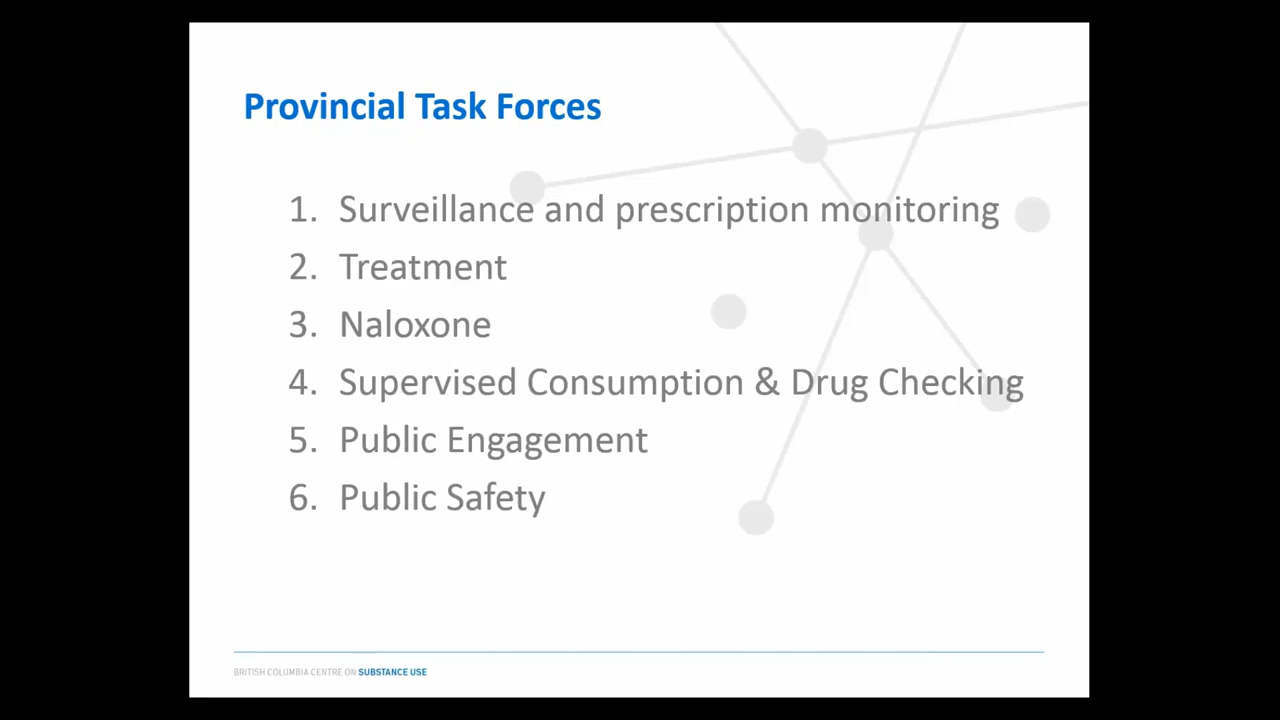 Provincial Task Forces
1. Surveillance and prescription monitoring
2. Treatment
3. Naloxone
4. Supervised Consumption & Drug Checking
5. Public Engagement
6. Public Safety
BRITISH COLUMBIA CENTRE ON SUBSTANCE USE